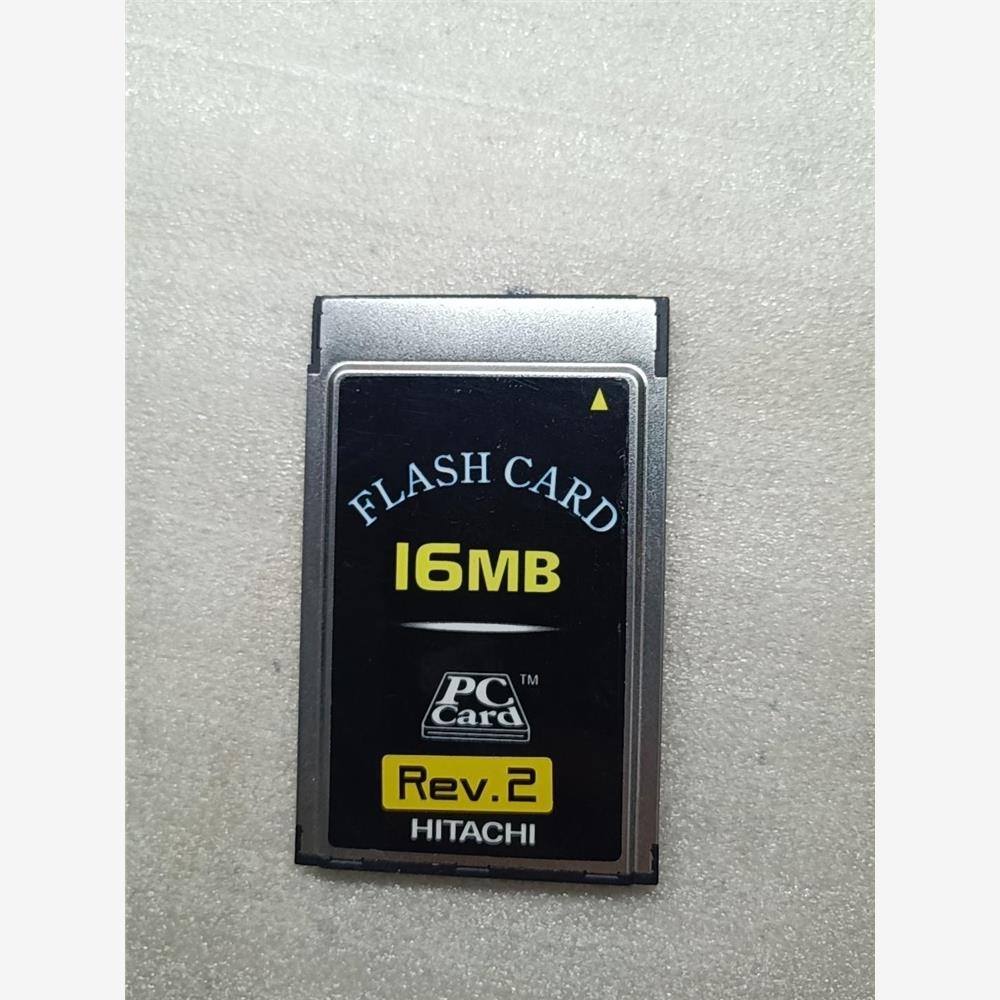 FLASH CARD
16MB
PC TM
Card
Rev.2
HITACHI